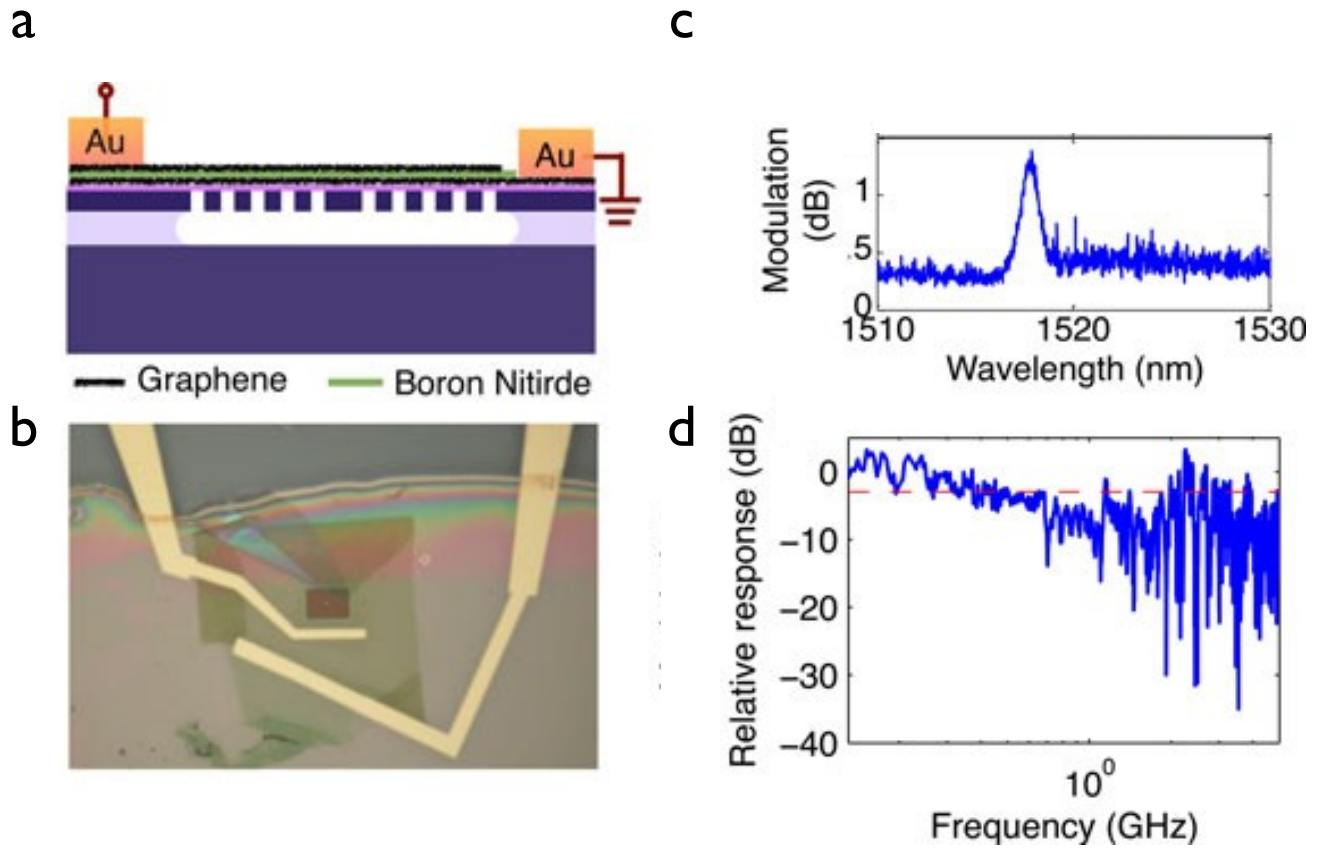 a
Au
Au
Graphene
Boron Nitirde
b
c
Modulation
(dB)
1
.5
0
1510
1520
1530
Wavelength (nm)
d
Relative response (dB)
0
−10
−20
−30
−40
10⁰
Frequency (GHz)